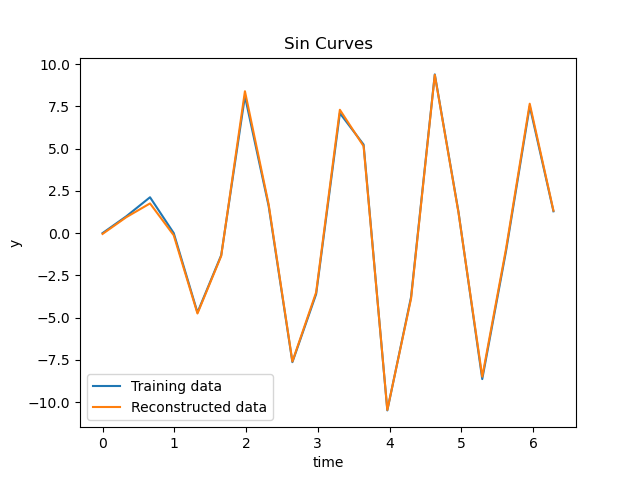 Sin Curves
10.0
7.5
5.0
2.5
0.0
−2.5
−5.0
−7.5
−10.0
y
Training data
Reconstructed data
0 1 2 3 4 5 6
time